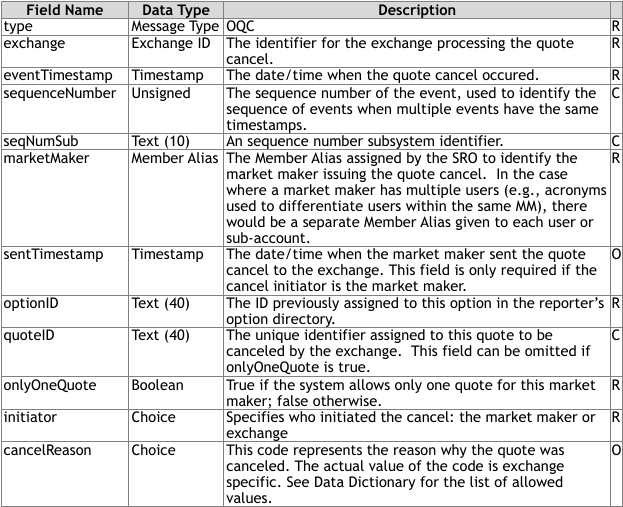 Field Name Data Type Description
type Message Type OQC R
exchange Exchange ID The identifier for the exchange processing the quote R
cancel.
eventTimestamp Timestamp The date/time when the quote cancel occured. R
sequenceNumber Unsigned The sequence number of the event, used to identify the C
sequence of events when multiple events have the same
timestamps.
seqNumSub Text (10) An sequence number subsystem identifier. C
marketMaker Member Alias The Member Alias assigned by the SRO to identify the R
market maker issuing the quote cancel.  In the case
where a market maker has multiple users (e.g., acronyms
used to differentiate users within the same MM), there
would be a separate Member Alias given to each user or
sub-account.
sentTimestamp Timestamp The date/time when the market maker sent the quote O
cancel to the exchange. This field is only required if the
cancel initiator is the market maker.
optionID Text (40) The ID previously assigned to this option in the reporter's R
option directory.
quoteID Text (40) The unique identifier assigned to this quote to be C
canceled by the exchange.  This field can be omitted if
onlyOneQuote is true.
onlyOneQuote Boolean True if the system allows only one quote for this market R
maker; false otherwise.
initiator Choice Specifies who initiated the cancel: the market maker or R
exchange
cancelReason Choice This code represents the reason why the quote was O
canceled. The actual value of the code is exchange
specific. See Data Dictionary for the list of allowed
values.